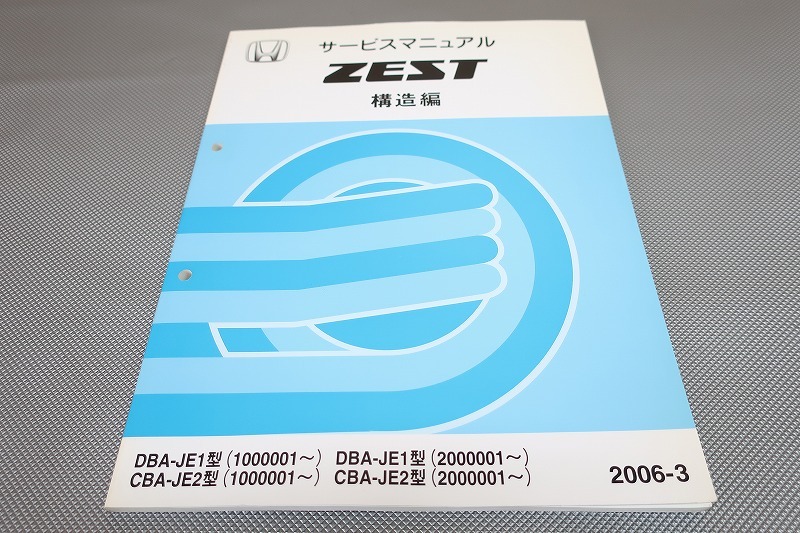 サービスマニュアル
ZEST
構造編
DBA-JE1型(1000001〜) DBA-JE1型(2000001〜)
CBA-JE2型(1000001〜) CBA-JE2型(2000001〜)
2006-3